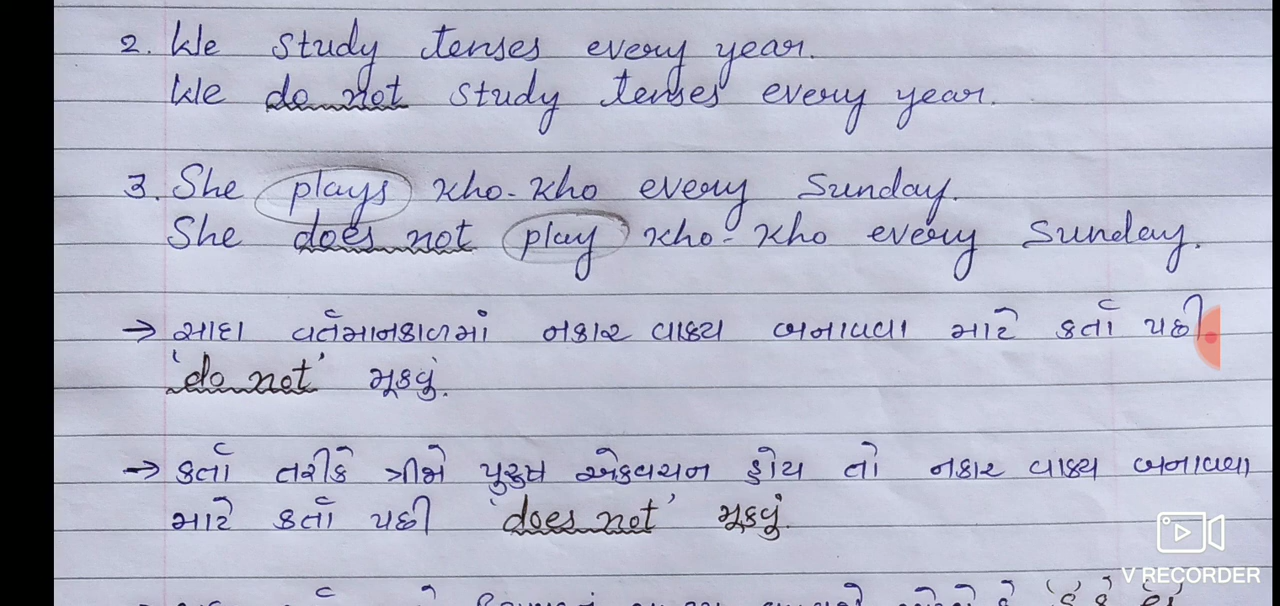 2. We study tenses every year.
We do not study tenses every year.
3. She plays kho-kho every Sunday.
She does not play kho-kho every Sunday.
→ સાદા વર્તમાનકાળમાં નકાર વાક્ય બનાવવા માટે કર્તા પછી
'do not' મૂકવું.
→ કર્તા તરીકે ત્રીજો પુરુષ એકવચન હોય તો નકાર વાક્ય બનાવવા
માટે કર્તા પછી 'does not' મૂકવું.
V RECORDER